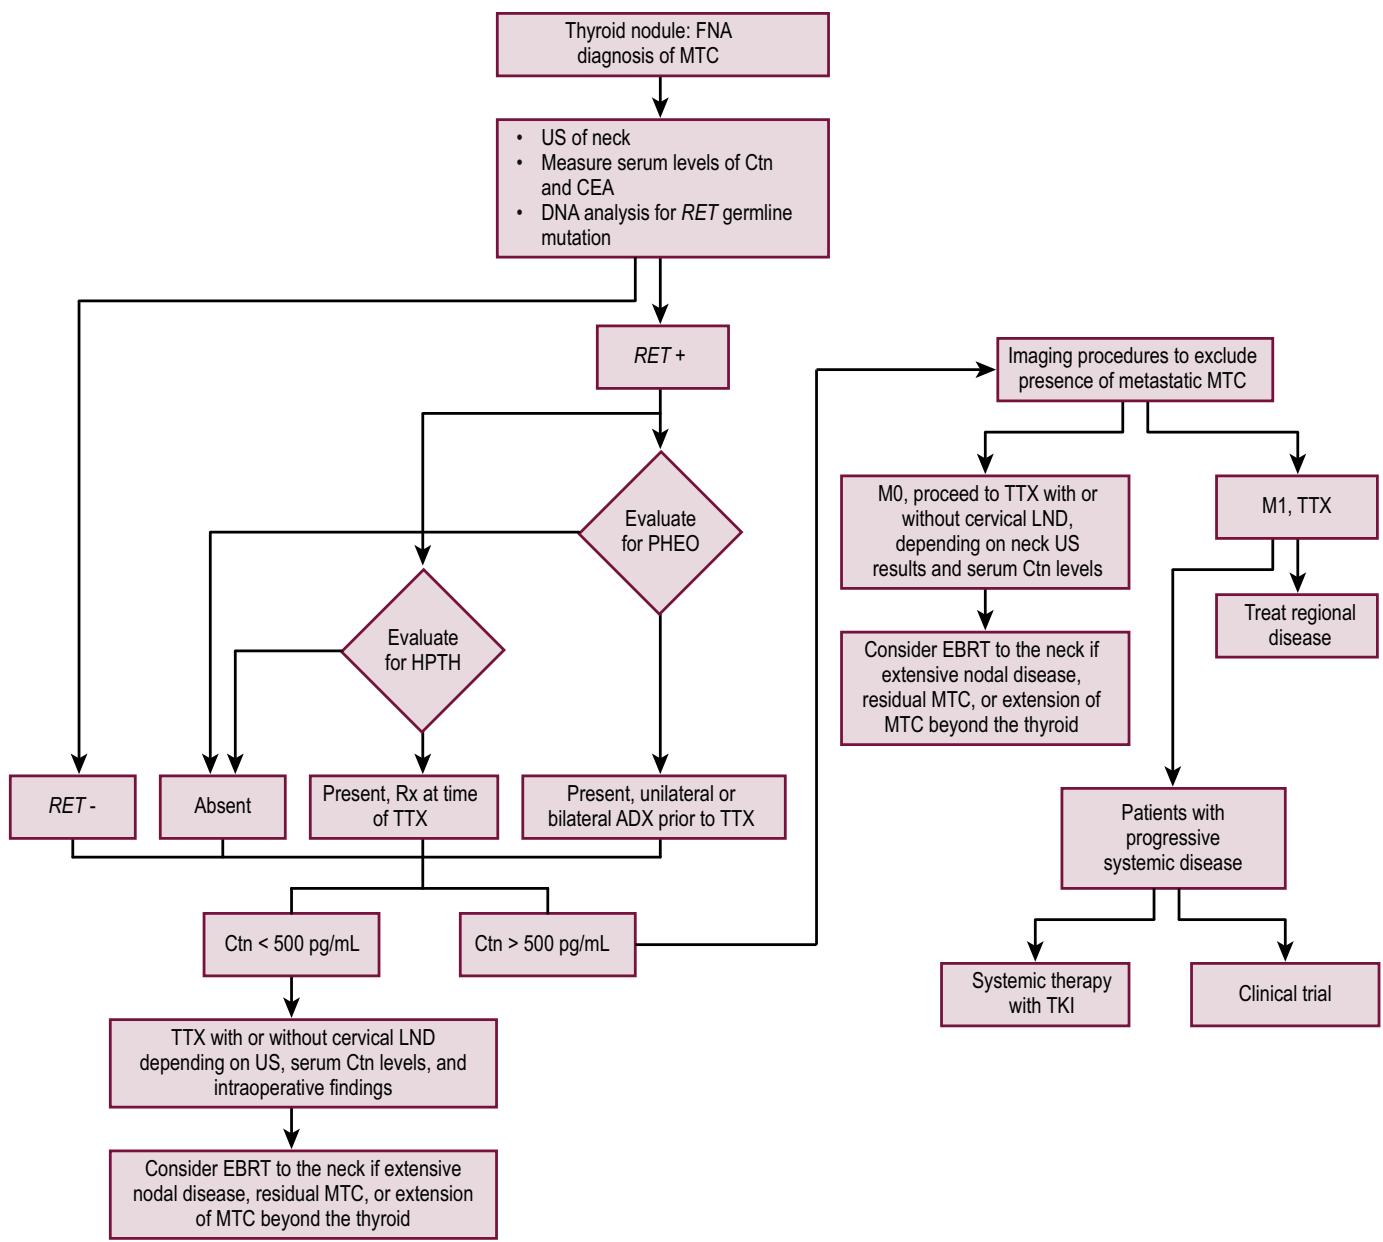 Thyroid nodule: FNA
diagnosis of MTC
• US of neck
• Measure serum levels of Ctn
and CEA
• DNA analysis for RET germline
mutation
RET +
Evaluate
for PHEO
Evaluate
for HPTH
RET -
Absent
Present, Rx at time
of TTX
Present, unilateral or
bilateral ADX prior to TTX
Ctn < 500 pg/mL
Ctn > 500 pg/mL
TTX with or without cervical LND
depending on US, serum Ctn levels, and
intraoperative findings
Consider EBRT to the neck if extensive
nodal disease, residual MTC, or extension
of MTC beyond the thyroid
Imaging procedures to exclude
presence of metastatic MTC
M0, proceed to TTX with or
without cervical LND,
depending on neck US
results and serum Ctn levels
Consider EBRT to the neck if
extensive nodal disease,
residual MTC, or extension of
MTC beyond the thyroid
M1, TTX
Treat regional
disease
Patients with
progressive
systemic disease
Systemic therapy
with TKI
Clinical trial